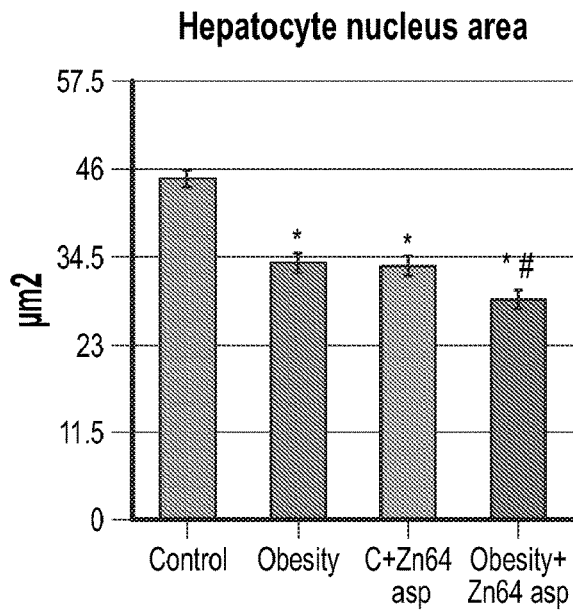 Hepatocyte nucleus area
57.5
46
34.5
23
11.5
0
µm2
*
*
*#
Control
Obesity
C+Zn64
asp
Obesity+
Zn64 asp